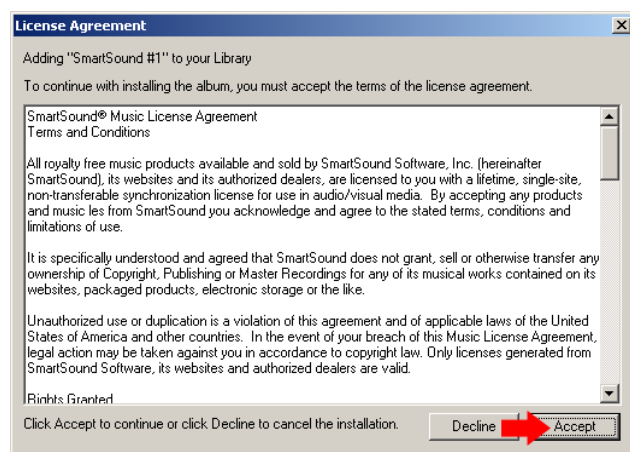 License Agreement
Adding "SmartSound #1" to your Library
To continue with installing the album, you must accept the terms of the license agreement.
SmartSound® Music License Agreement
Terms and Conditions
All royalty free music products available and sold by SmartSound Software, Inc. (hereinafter
SmartSound), its websites and its authorized dealers, are licensed to you with a lifetime, single-site,
non-transferable synchronization license for use in audio/visual media.  By accepting any products
and music les from SmartSound you acknowledge and agree to the stated terms, conditions and
limitations of use.
It is specifically understood and agreed that SmartSound does not grant, sell or otherwise transfer any
ownership of Copyright, Publishing or Master Recordings for any of its musical works contained on its
websites, packaged products, electronic storage or the like.
Unauthorized use or duplication is a violation of this agreement and of applicable laws of the United
States of America and other countries.  In the event of your breach of this Music License Agreement,
legal action may be taken against you in accordance to copyright law. Only licenses generated from
SmartSound Software, its websites and authorized dealers are valid.
Rights Granted
Click Accept to continue or click Decline to cancel the installation.
Decline
Accept